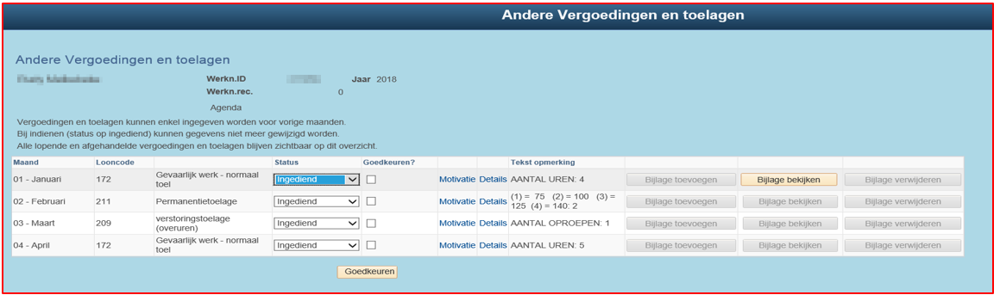 Andere Vergoedingen en toelagen
Andere Vergoedingen en toelagen
Werkn.ID Jaar 2018
Werkn.rec. 0
Agenda
Vergoedingen en toelagen kunnen enkel ingegeven worden voor vorige maanden.
Bij indienen (status op ingediend) kunnen gegevens niet meer gewijzigd worden.
Alle lopende en afgehandelde vergoedingen en toelagen blijven zichtbaar op dit overzicht.
Maand Looncode Status Goedkeuren? Tekst opmerking
01 - Januari 172 Gevaarlijk werk - normaal toel Ingediend Motivatie Details AANTAL UREN: 4 Bijlage toevoegen Bijlage bekijken Bijlage verwijderen
02 - Februari 211 Permanentietoelage Ingediend Motivatie Details (1) = 75 (2) = 100 (3) = 125 (4) = 140: 2 Bijlage toevoegen Bijlage bekijken Bijlage verwijderen
03 - Maart 209 verstoringstoelage (overuren) Ingediend Motivatie Details AANTAL OPROEPEN: 1 Bijlage toevoegen Bijlage bekijken Bijlage verwijderen
04 - April 172 Gevaarlijk werk - normaal toel Ingediend Motivatie Details AANTAL UREN: 5 Bijlage toevoegen Bijlage bekijken Bijlage verwijderen
Goedkeuren